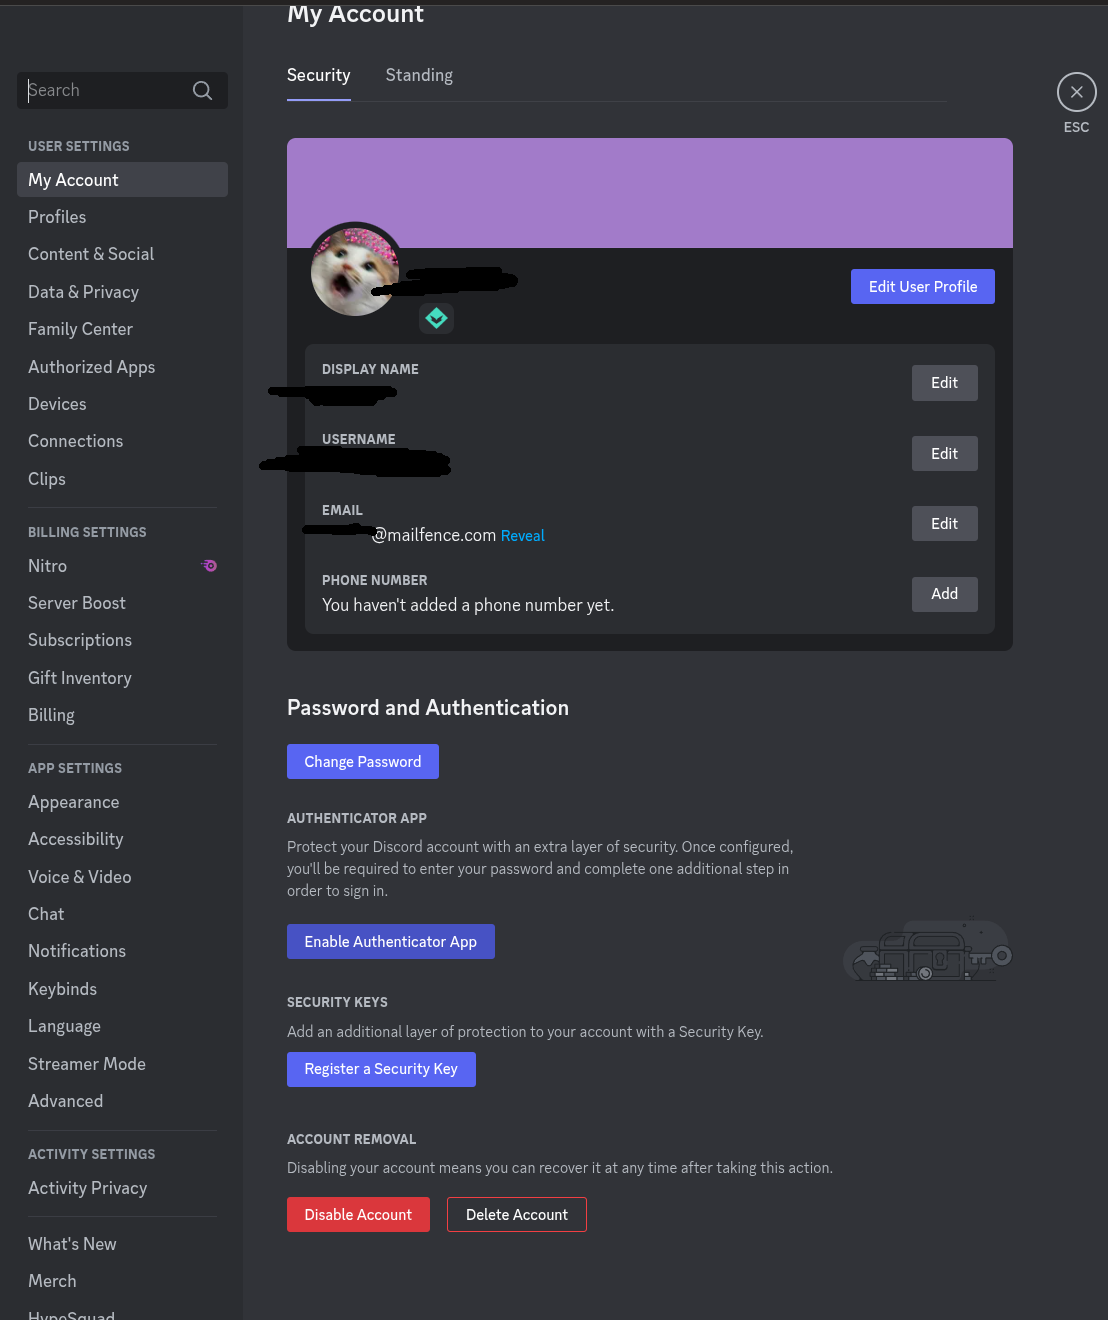 My Account
Security
Standing
Search
ESC
USER SETTINGS
My Account
Profiles
Content & Social
Data & Privacy
Family Center
Authorized Apps
Devices
Connections
Clips
BILLING SETTINGS
Nitro
Server Boost
Subscriptions
Gift Inventory
Billing
APP SETTINGS
Appearance
Accessibility
Voice & Video
Chat
Notifications
Keybinds
Language
Streamer Mode
Advanced
ACTIVITY SETTINGS
Activity Privacy
What's New
Merch
HypeSquad
Edit User Profile
DISPLAY NAME
Edit
USERNAME
Edit
EMAIL
@mailfence.com Reveal
Edit
PHONE NUMBER
You haven't added a phone number yet.
Add
Password and Authentication
Change Password
AUTHENTICATOR APP
Protect your Discord account with an extra layer of security. Once configured,
you'll be required to enter your password and complete one additional step in
order to sign in.
Enable Authenticator App
SECURITY KEYS
Add an additional layer of protection to your account with a Security Key.
Register a Security Key
ACCOUNT REMOVAL
Disabling your account means you can recover it at any time after taking this action.
Disable Account
Delete Account